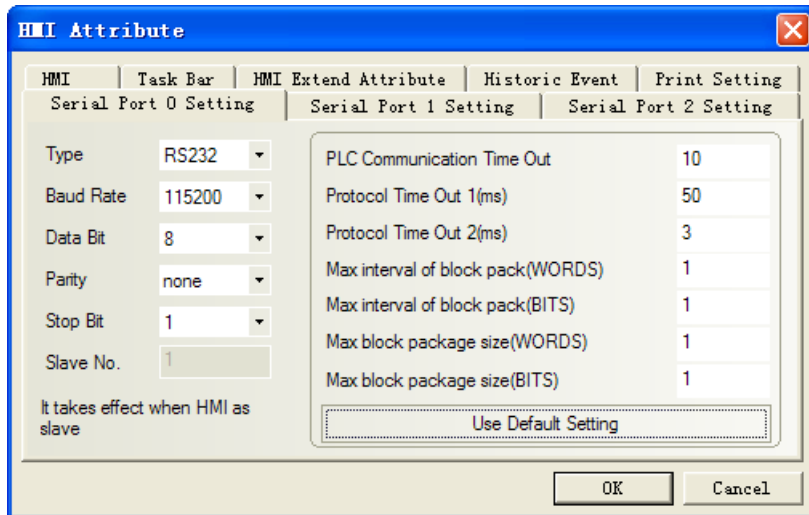 HMI Attribute
HMI Task Bar HMI Extend Attribute Historic Event Print Setting
Serial Port 0 Setting Serial Port 1 Setting Serial Port 2 Setting
Type RS232
Baud Rate 115200
Data Bit 8
Parity none
Stop Bit 1
Slave No. 1
It takes effect when HMI as
slave
PLC Communication Time Out 10
Protocol Time Out 1(ms) 50
Protocol Time Out 2(ms) 3
Max interval of block pack(WORDS) 1
Max interval of block pack(BITS) 1
Max block package size(WORDS) 1
Max block package size(BITS) 1
Use Default Setting
OK Cancel